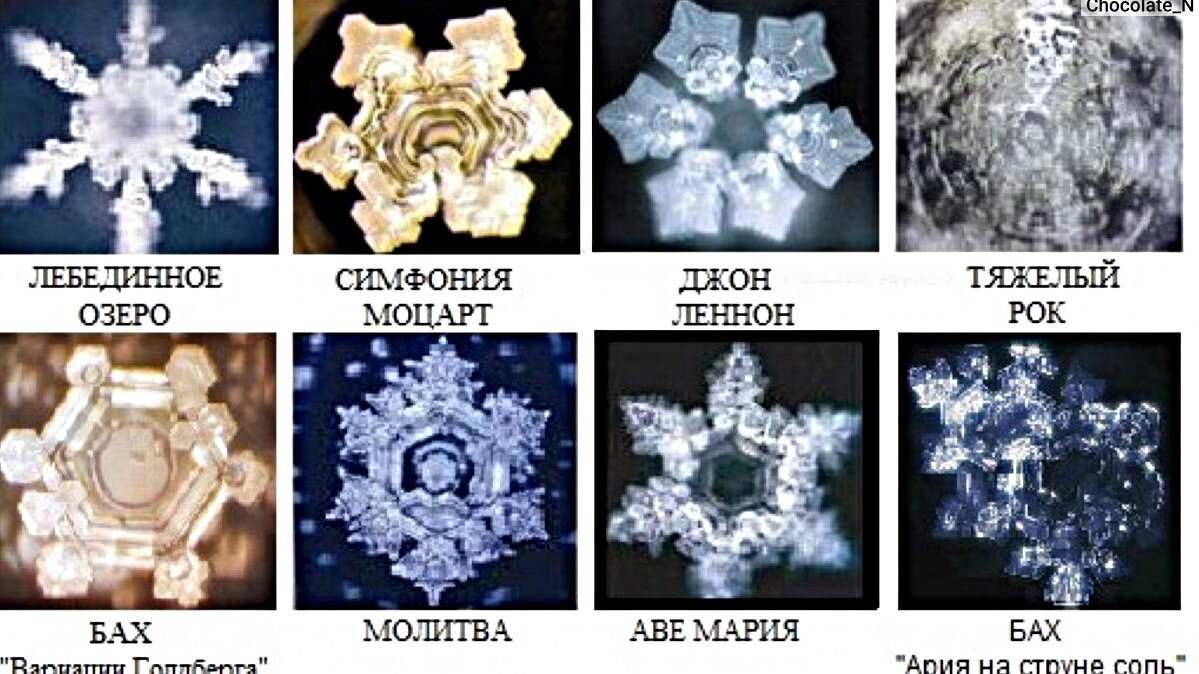 Chocolate_N
ЛЕБЕДИННОЕ
ОЗЕРО
СИМФОНИЯ
МОЦАРТ
ДЖОН
ЛЕННОН
ТЯЖЕЛЫЙ
РОК
БАХ
"Вариации Голдберга"
МОЛИТВА
АВЕ МАРИЯ
БАХ
"Ария на струне соль"